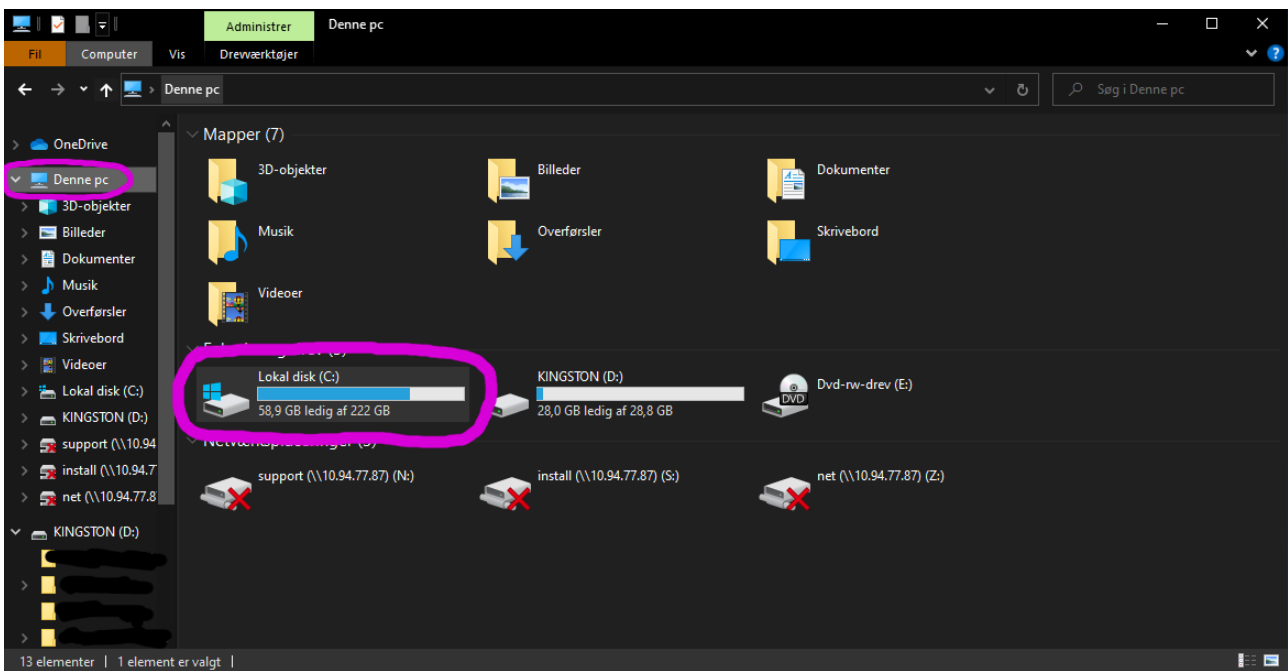 Administrer
Denne pc
Fil
Computer
Vis
Drevværktøjer
Denne pc
Søg i Denne pc
OneDrive
Denne pc
3D-objekter
Billeder
Dokumenter
Musik
Overførsler
Skrivebord
Videoer
Lokal disk (C:)
KINGSTON (D:)
support (\\10.94
install (\\10.94.7
net (\\10.94.77.8
KINGSTON (D:)
Mapper (7)
3D-objekter
Billeder
Dokumenter
Musik
Overførsler
Skrivebord
Videoer
Lokal disk (C:)
58,9 GB ledig af 222 GB
KINGSTON (D:)
28,0 GB ledig af 28,8 GB
Dvd-rw-drev (E:)
DVD
support (\\10.94.77.87) (N:)
install (\\10.94.77.87) (S:)
net (\\10.94.77.87) (Z:)
13 elementer
1 element er valgt